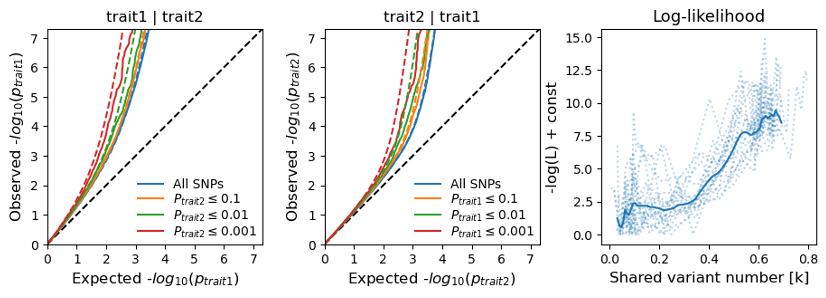 trait1 | trait2
Observed -log10(ptrait1)
7
6
5
4
3
2
1
0
All SNPs
Ptrait2 ≤ 0.1
Ptrait2 ≤ 0.01
Ptrait2 ≤ 0.001
0 1 2 3 4 5 6 7
Expected -log10(ptrait1)
trait2 | trait1
Observed -log10(ptrait2)
7
6
5
4
3
2
1
0
All SNPs
Ptrait1 ≤ 0.1
Ptrait1 ≤ 0.01
Ptrait1 ≤ 0.001
0 1 2 3 4 5 6 7
Expected -log10(ptrait2)
Log-likelihood
-log(L) + const
15.0
12.5
10.0
7.5
5.0
2.5
0.0
0.0 0.2 0.4 0.6 0.8
Shared variant number [k]